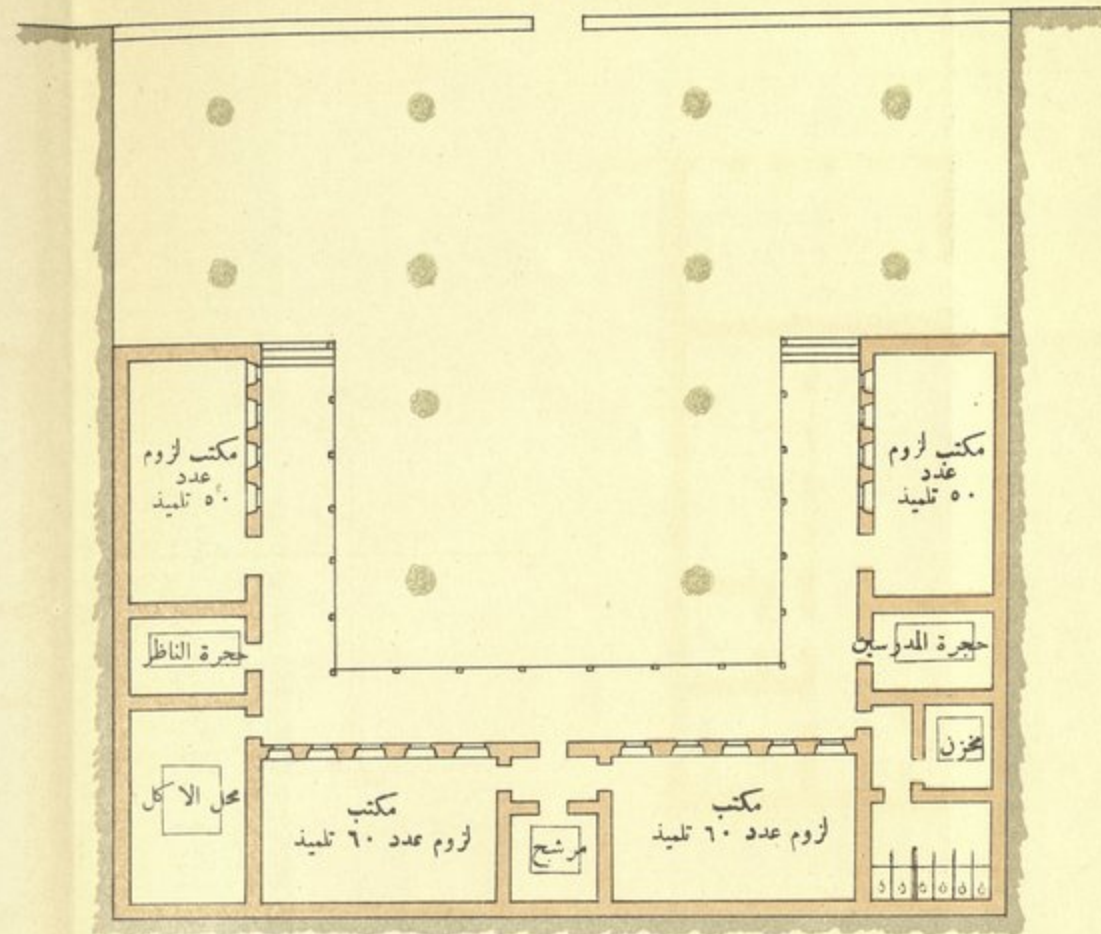 مكتب لزوم
عدد
٥٠ تلميذ
مكتب لزوم
عدد
٥٠ تلميذ
حجرة المدرسين
حجرة الناظر
مخزن
محل الاكل
مكتب
لزوم عدد ٦٠ تلميذ
مرشح
مكتب
لزوم عدد ٦٠ تلميذ